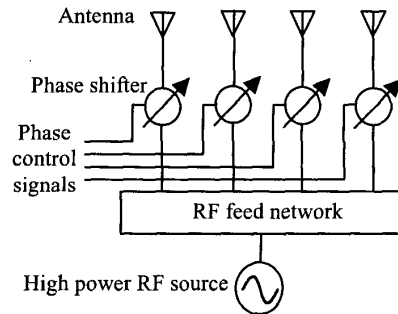 Antenna
Phase shifter
Phase
control
signals
RF feed network
High power RF source